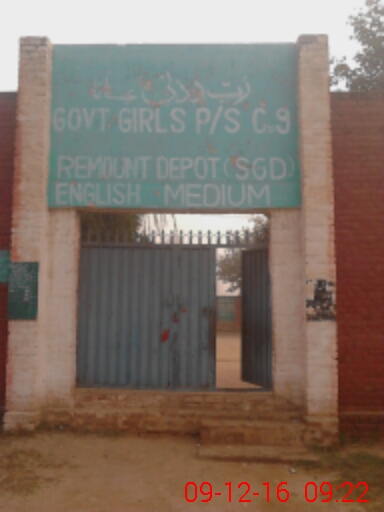 GOVT GIRLS P/S C..9
REMOUNT DEPOT (SGD)
ENGLISH MEDIUM
09-12-16 09:22